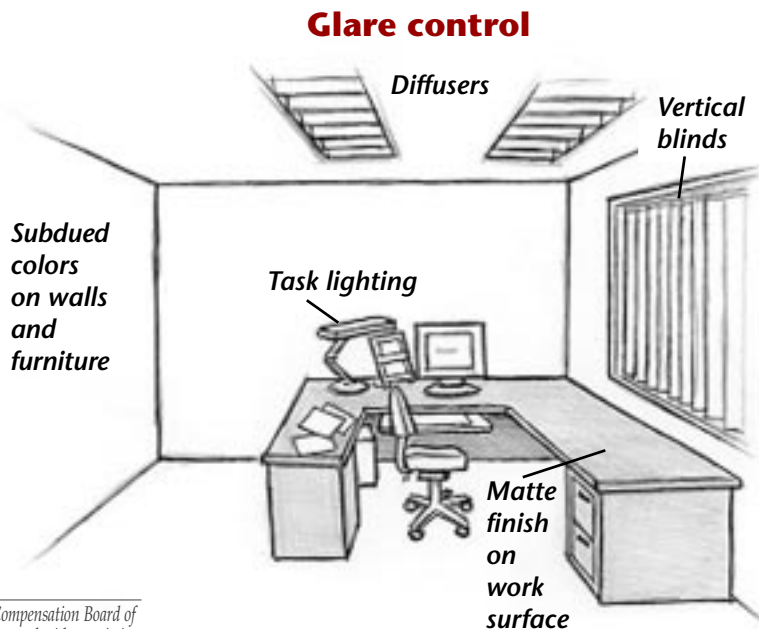 Glare control
Diffusers
Vertical
blinds
Subdued
colors
on walls
and
furniture
Task lighting
Matte
finish
on
work
surface
Compensation Board of